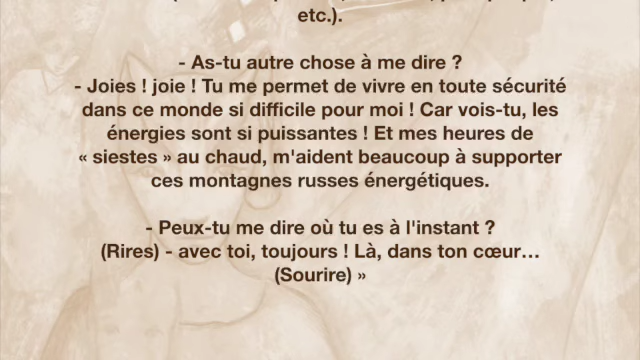 etc.).
- As-tu autre chose à me dire ?
- Joies ! joie ! Tu me permet de vivre en toute sécurité
dans ce monde si difficile pour moi ! Car vois-tu, les
énergies sont si puissantes ! Et mes heures de
« siestes » au chaud, m'aident beaucoup à supporter
ces montagnes russes énergétiques.
- Peux-tu me dire où tu es à l'instant ?
(Rires) - avec toi, toujours ! Là, dans ton cœur…
(Sourire) »